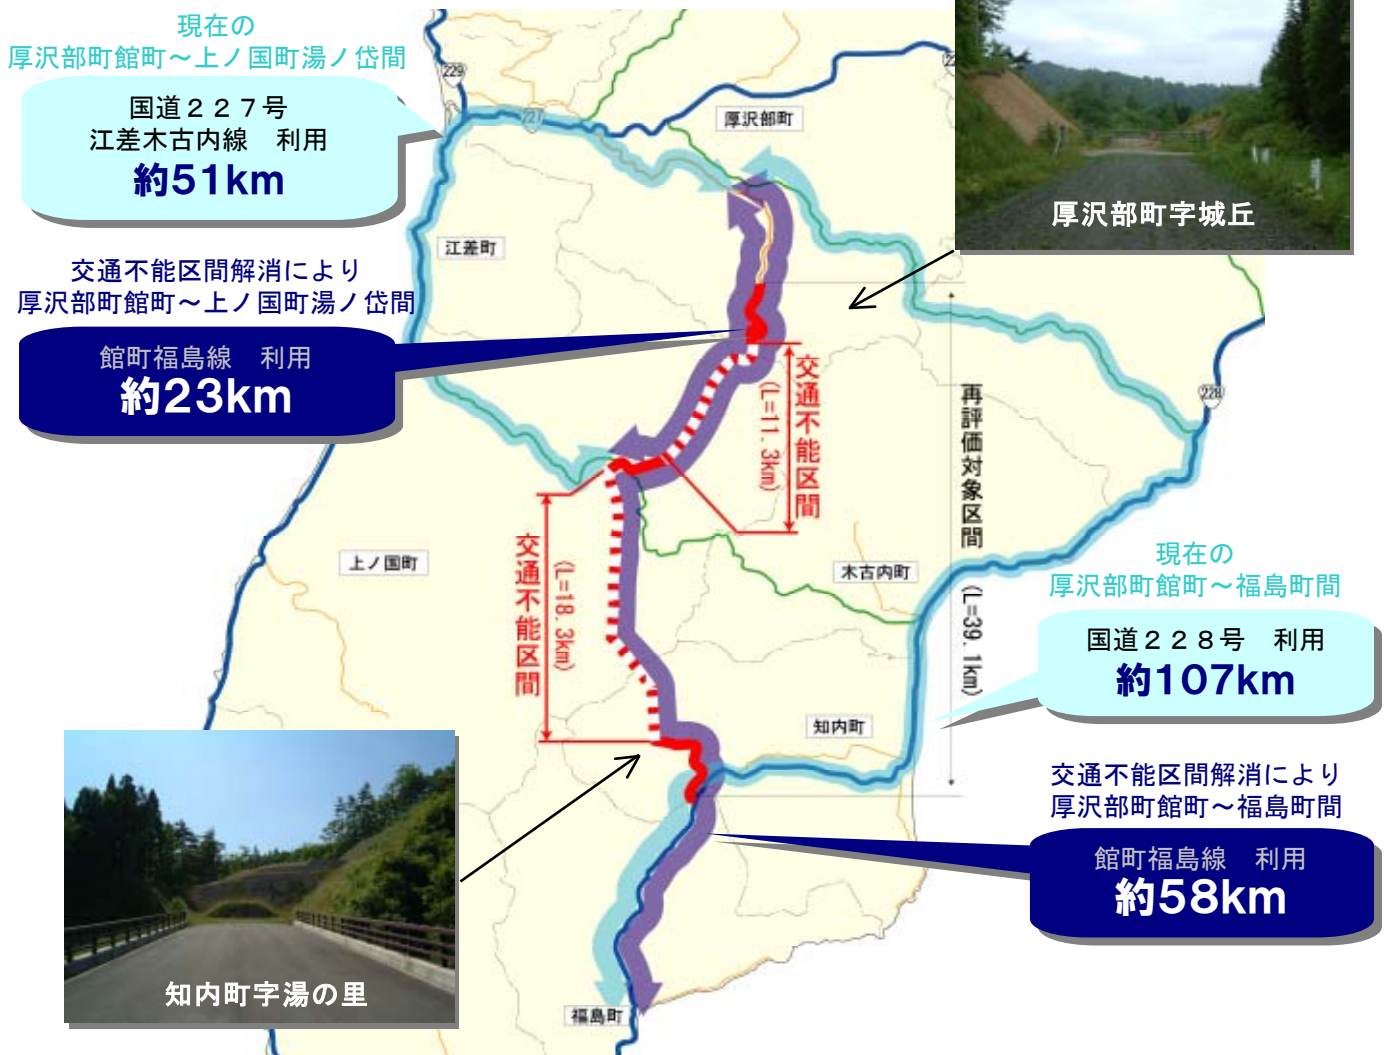 現在の
厚沢部町館町～上ノ国町湯ノ岱間
国道２２７号
江差木古内線　利用
約51km
交通不能区間解消により
厚沢部町館町～上ノ国町湯ノ岱間
館町福島線　利用
約23km
229
227
厚沢部町
江差町
厚沢部町字城丘
交通不能区間
(L=11.3km)
再評価対象区間
(L=39.1km)
228
交通不能区間
(L=18.3km)
上ノ国町
木古内町
知内町
現在の
厚沢部町館町～福島町間
国道２２８号　利用
約107km
交通不能区間解消により
厚沢部町館町～福島町間
館町福島線　利用
約58km
知内町字湯の里
福島町